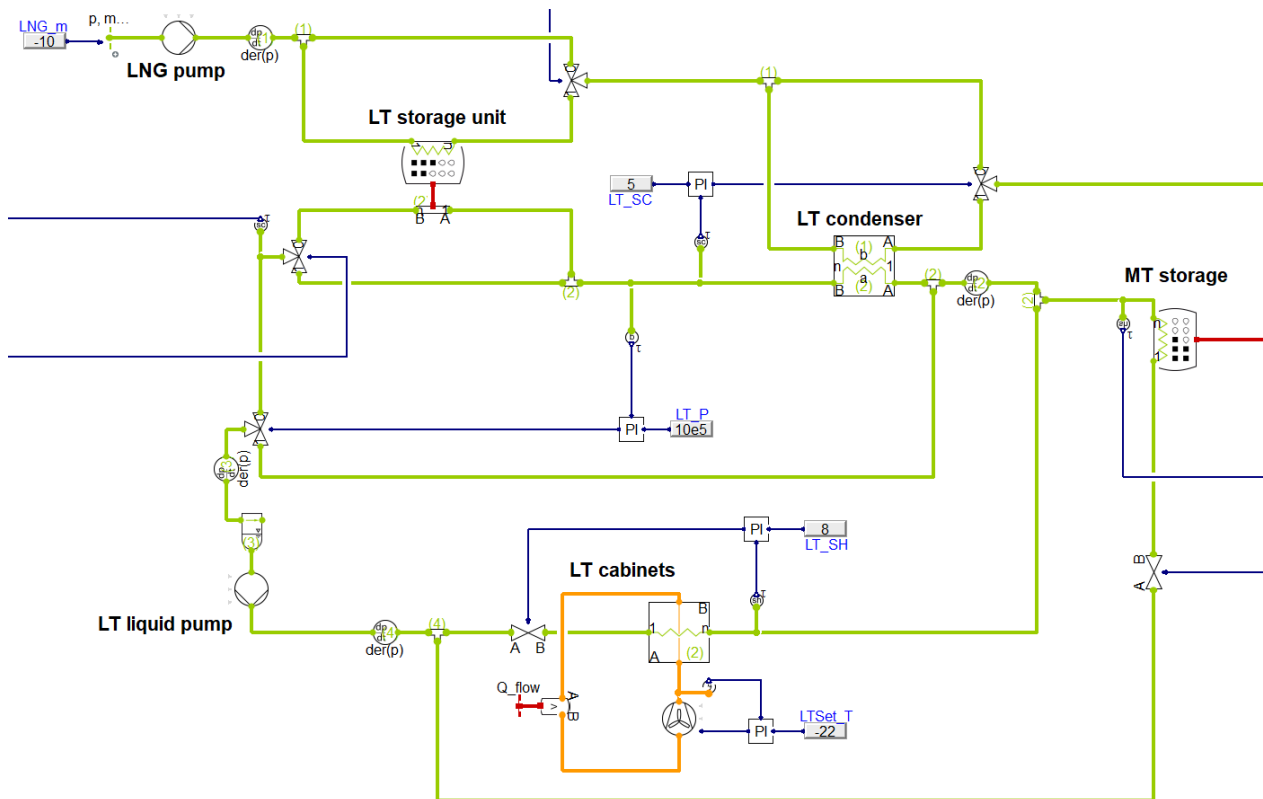 LNG_m
-10
p, m...
der(p)
LNG pump
(1)
(1)
LT storage unit
5
LT_SC
PI
LT condenser
B
A
(1)
b
n
1
a
B
(2)
A
B
A
(2)
(2)
der(p)
(2)
MT storage
n
1
LT_P
10e5
PI
der(p)
(3)
8
LT_SH
PI
LT cabinets
B
A
LT liquid pump
(4)
der(p)
A
B
1
n
A
(2)
B
Q_flow
A
B
PI
LTSet_T
-22